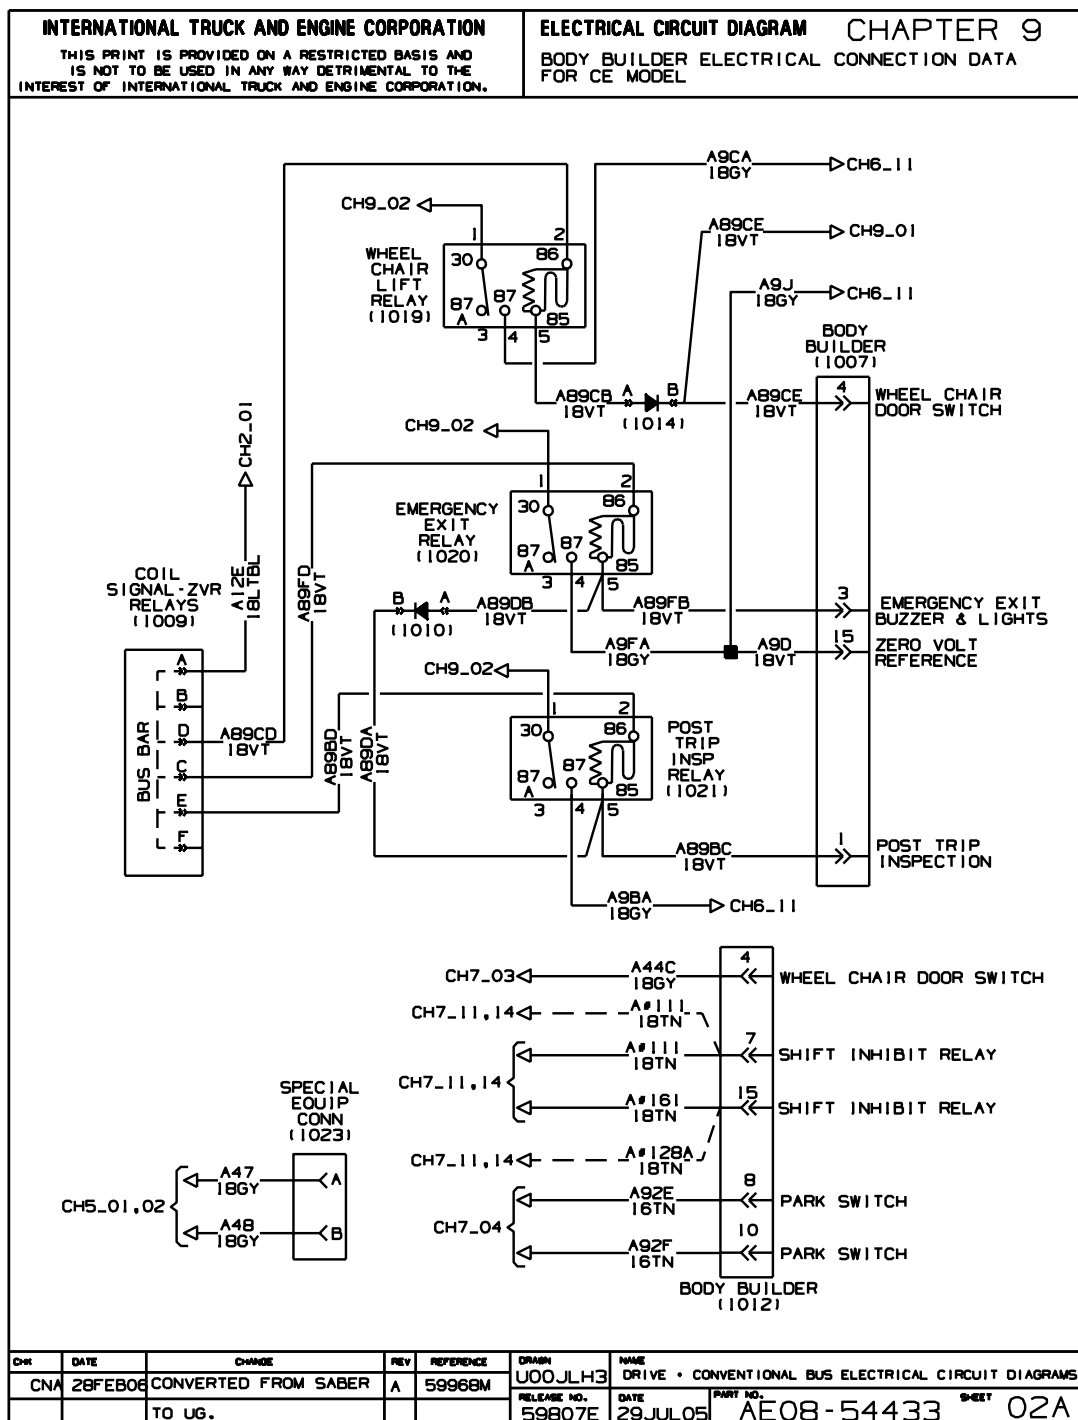 INTERNATIONAL TRUCK AND ENGINE CORPORATION
THIS PRINT IS PROVIDED ON A RESTRICTED BASIS AND
IS NOT TO BE USED IN ANY WAY DETRIMENTAL TO THE
INTEREST OF INTERNATIONAL TRUCK AND ENGINE CORPORATION.
ELECTRICAL CIRCUIT DIAGRAM CHAPTER 9
BODY BUILDER ELECTRICAL CONNECTION DATA
FOR CE MODEL
A9CA
18GY
CH6_11
CH9_02
A89CE
18VT
CH9_01
1
2
WHEEL
CHAIR
LIFT
RELAY
(1019)
30
86
87
A
87
85
3
4
5
A9J
18GY
CH6_11
BODY
BUILDER
(1007)
A89CB
18VT
A
B
(1014)
A89CE
18VT
4
WHEEL CHAIR
DOOR SWITCH
CH2_01
CH9_02
1
2
EMERGENCY
EXIT
RELAY
(1020)
30
86
87
A
87
85
3
4
5
A12E
18LTBL
A89FD
18VT
COIL
SIGNAL-ZVR
RELAYS
(1009)
B
A
(1010)
A89DB
18VT
A89FB
18VT
3
EMERGENCY EXIT
BUZZER & LIGHTS
A9FA
18GY
A9D
18VT
15
ZERO VOLT
REFERENCE
CH9_02
BUS BAR
A
B
D
C
E
F
A89CD
18VT
A89BD
18VT
A89DA
18VT
1
2
30
86
87
A
87
85
3
4
5
POST
TRIP
INSP
RELAY
(1021)
A89BC
18VT
1
POST TRIP
INSPECTION
A9BA
18GY
CH6_11
CH7_03
A44C
18GY
4
WHEEL CHAIR DOOR SWITCH
CH7_11,14
A#111
18TN
CH7_11,14
A#111
18TN
7
SHIFT INHIBIT RELAY
A#161
18TN
15
SHIFT INHIBIT RELAY
CH7_11,14
A#128A
18TN
CH7_04
A92E
16TN
8
PARK SWITCH
A92F
16TN
10
PARK SWITCH
BODY BUILDER
(1012)
SPECIAL
EQUIP
CONN
(1023)
CH5_01,02
A47
18GY
A
A48
18GY
B
CHK DATE CHANGE REV REFERENCE
CNA 28FEB06 CONVERTED FROM SABER A 59968M
TO UG.
DRAWN
U00JLH3
NAME
DRIVE • CONVENTIONAL BUS ELECTRICAL CIRCUIT DIAGRAMS
RELEASE NO.
59807E
DATE
29JUL05
PART NO.
AE08-54433
SHEET
02A